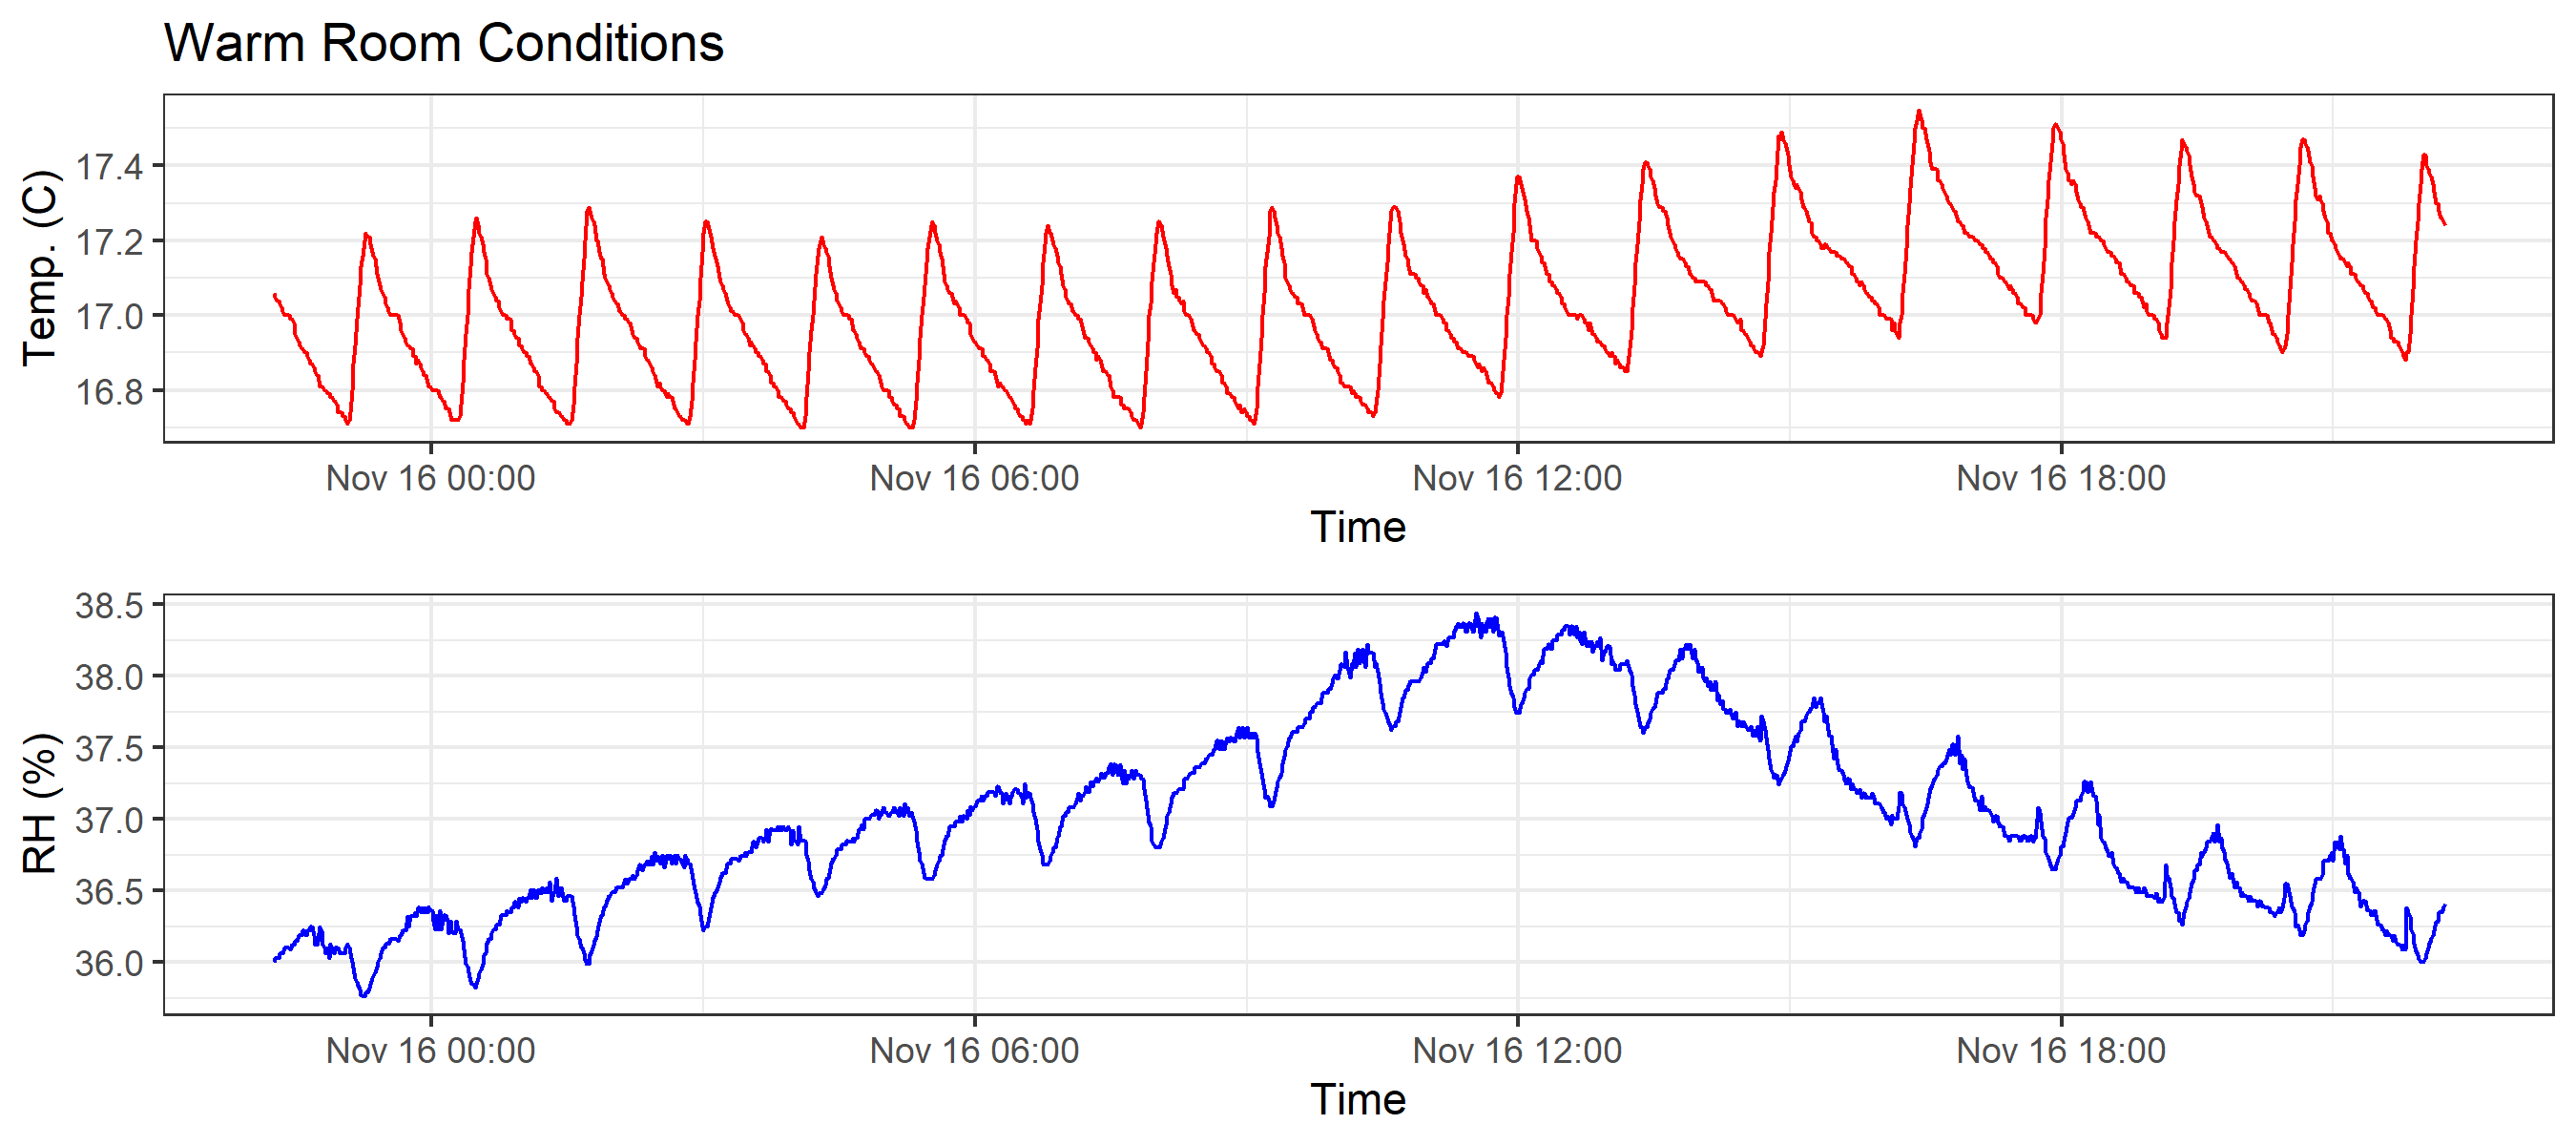 Warm Room Conditions
Temp. (C)
17.4
17.2
17.0
16.8
Nov 16 00:00 Nov 16 06:00 Nov 16 12:00 Nov 16 18:00
Time
RH (%)
38.5
38.0
37.5
37.0
36.5
36.0
Nov 16 00:00 Nov 16 06:00 Nov 16 12:00 Nov 16 18:00
Time